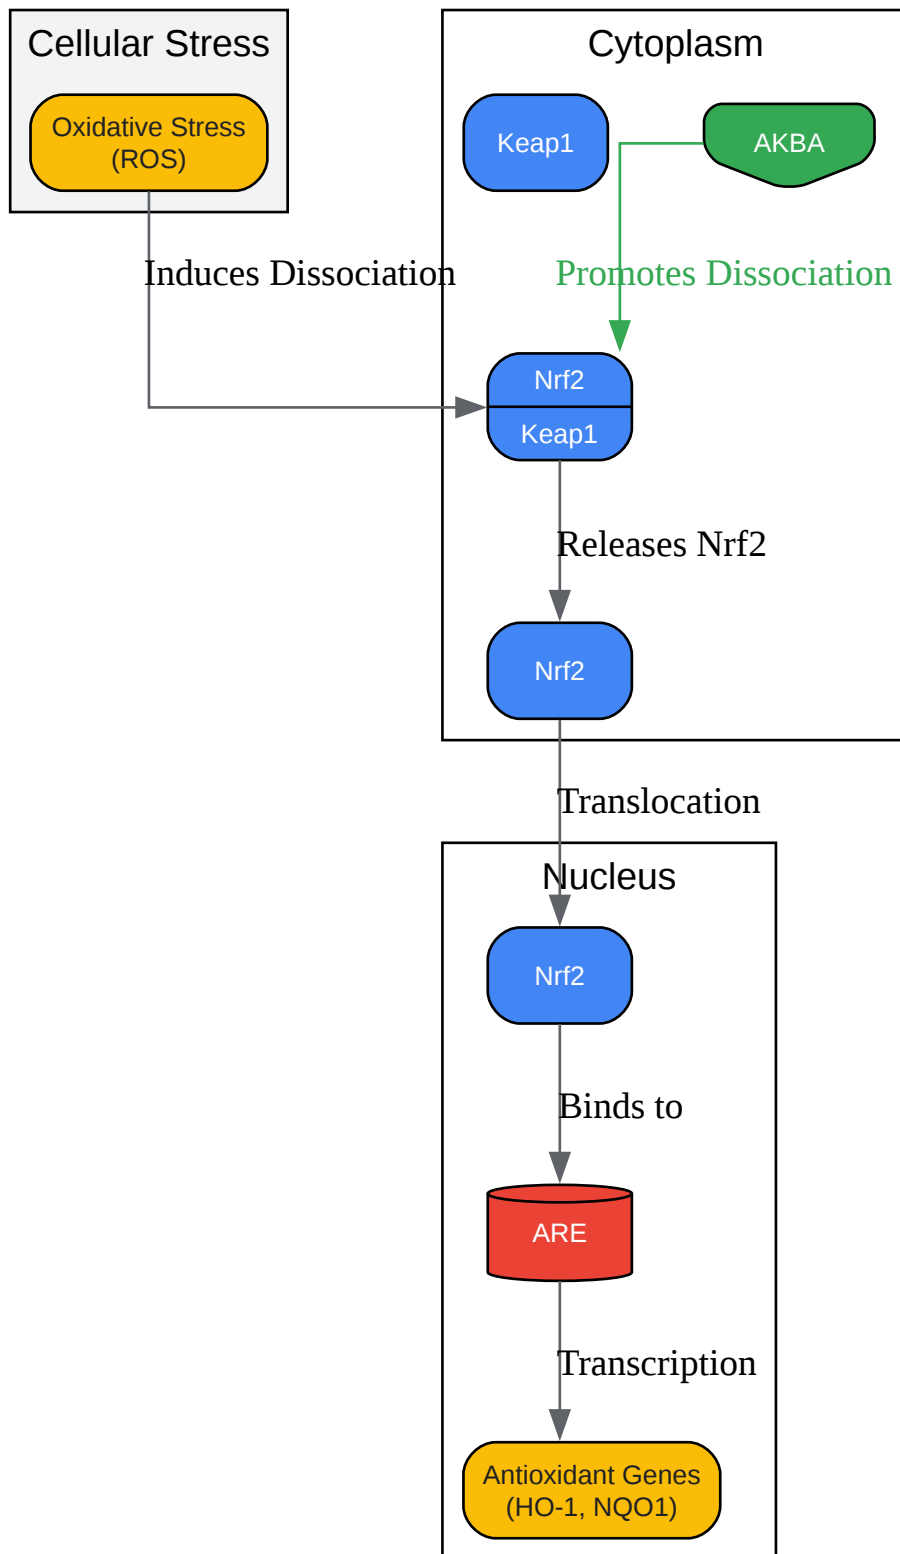 Cellular Stress
Cytoplasm
Oxidative Stress
(ROS)
Keap1
AKBA
Induces Dissociation
Promotes Dissociation
Nrf2
Keap1
Releases Nrf2
Nrf2
Translocation
Nucleus
Nrf2
Binds to
ARE
Transcription
Antioxidant Genes
(HO-1, NQO1)